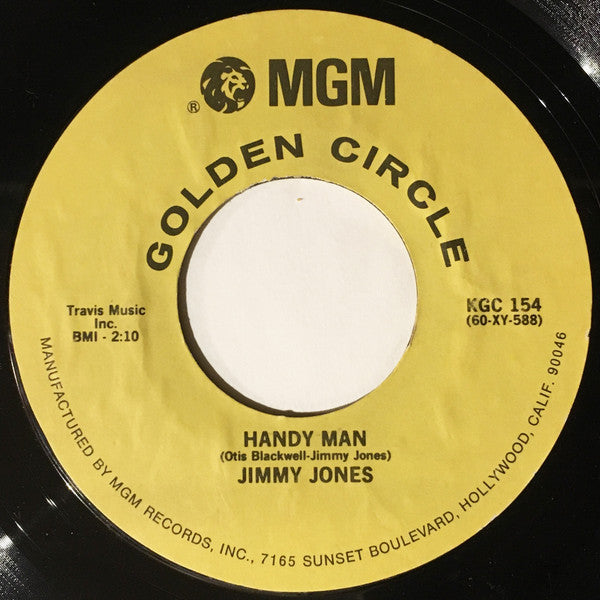 ® MGM
GOLDEN CIRCLE
Travis Music
Inc.
BMI - 2:10
KGC 154
(60-XY-588)
HANDY MAN
(Otis Blackwell-Jimmy Jones)
JIMMY JONES
MANUFACTURED BY MGM RECORDS, INC., 7165 SUNSET BOULEVARD, HOLLYWOOD, CALIF. 90046